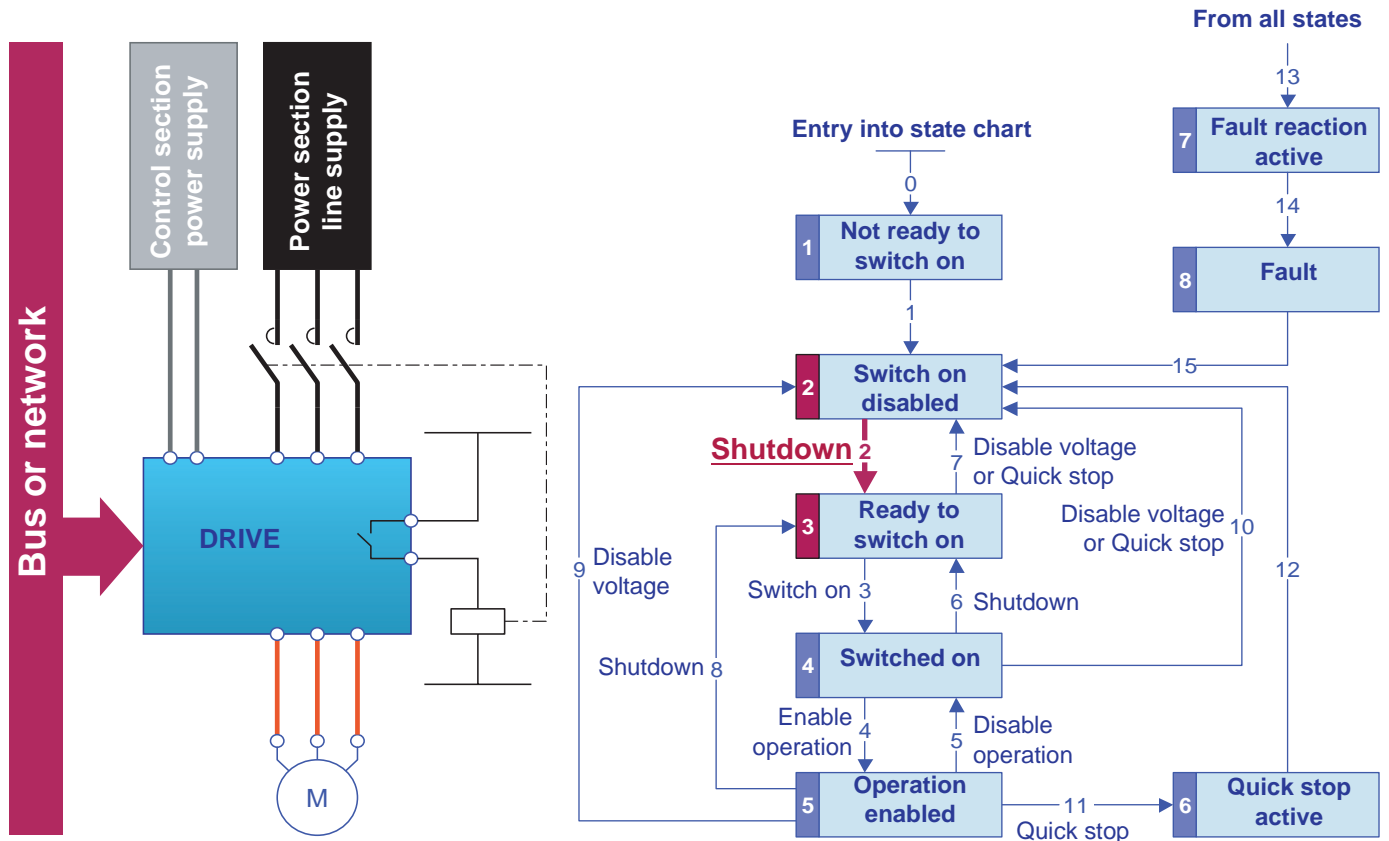 Bus or network
Control section
power supply
Power section
line supply
DRIVE
M
From all states
13
7
Fault reaction
active
14
8
Fault
15
Entry into state chart
0
1
Not ready to
switch on
1
2
Switch on
disabled
Shutdown 2
7
Disable voltage
or Quick stop
3
Ready to
switch on
Disable voltage
or Quick stop
10
9
Disable
voltage
12
Switch on 3
6 Shutdown
4
Switched on
Shutdown 8
Enable
operation
4
5
Disable
operation
5
Operation
enabled
11
Quick stop
6
Quick stop
active